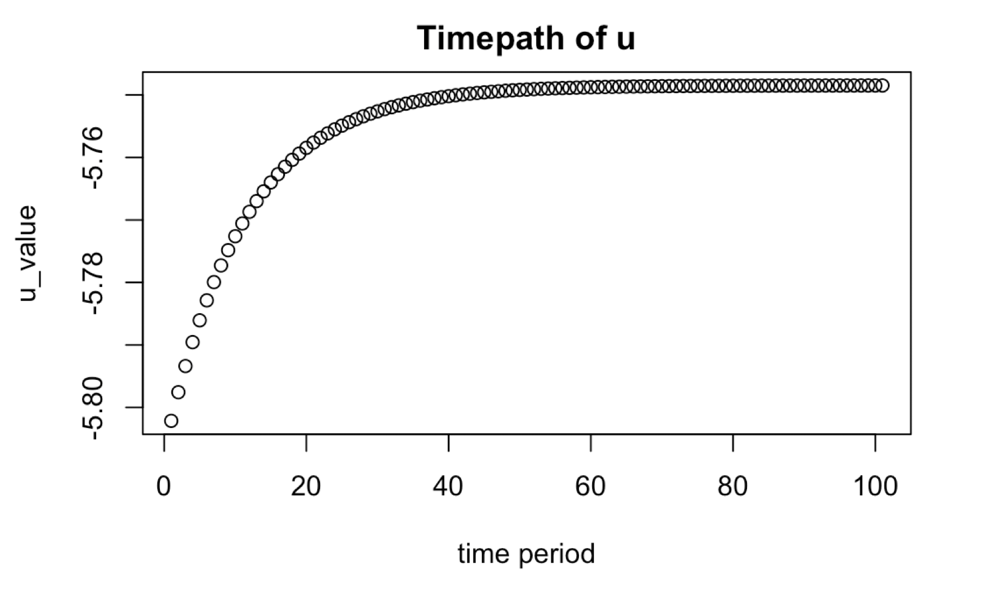 Timepath of u
-5.76
-5.78
-5.80
u_value
0 20 40 60 80 100
time period